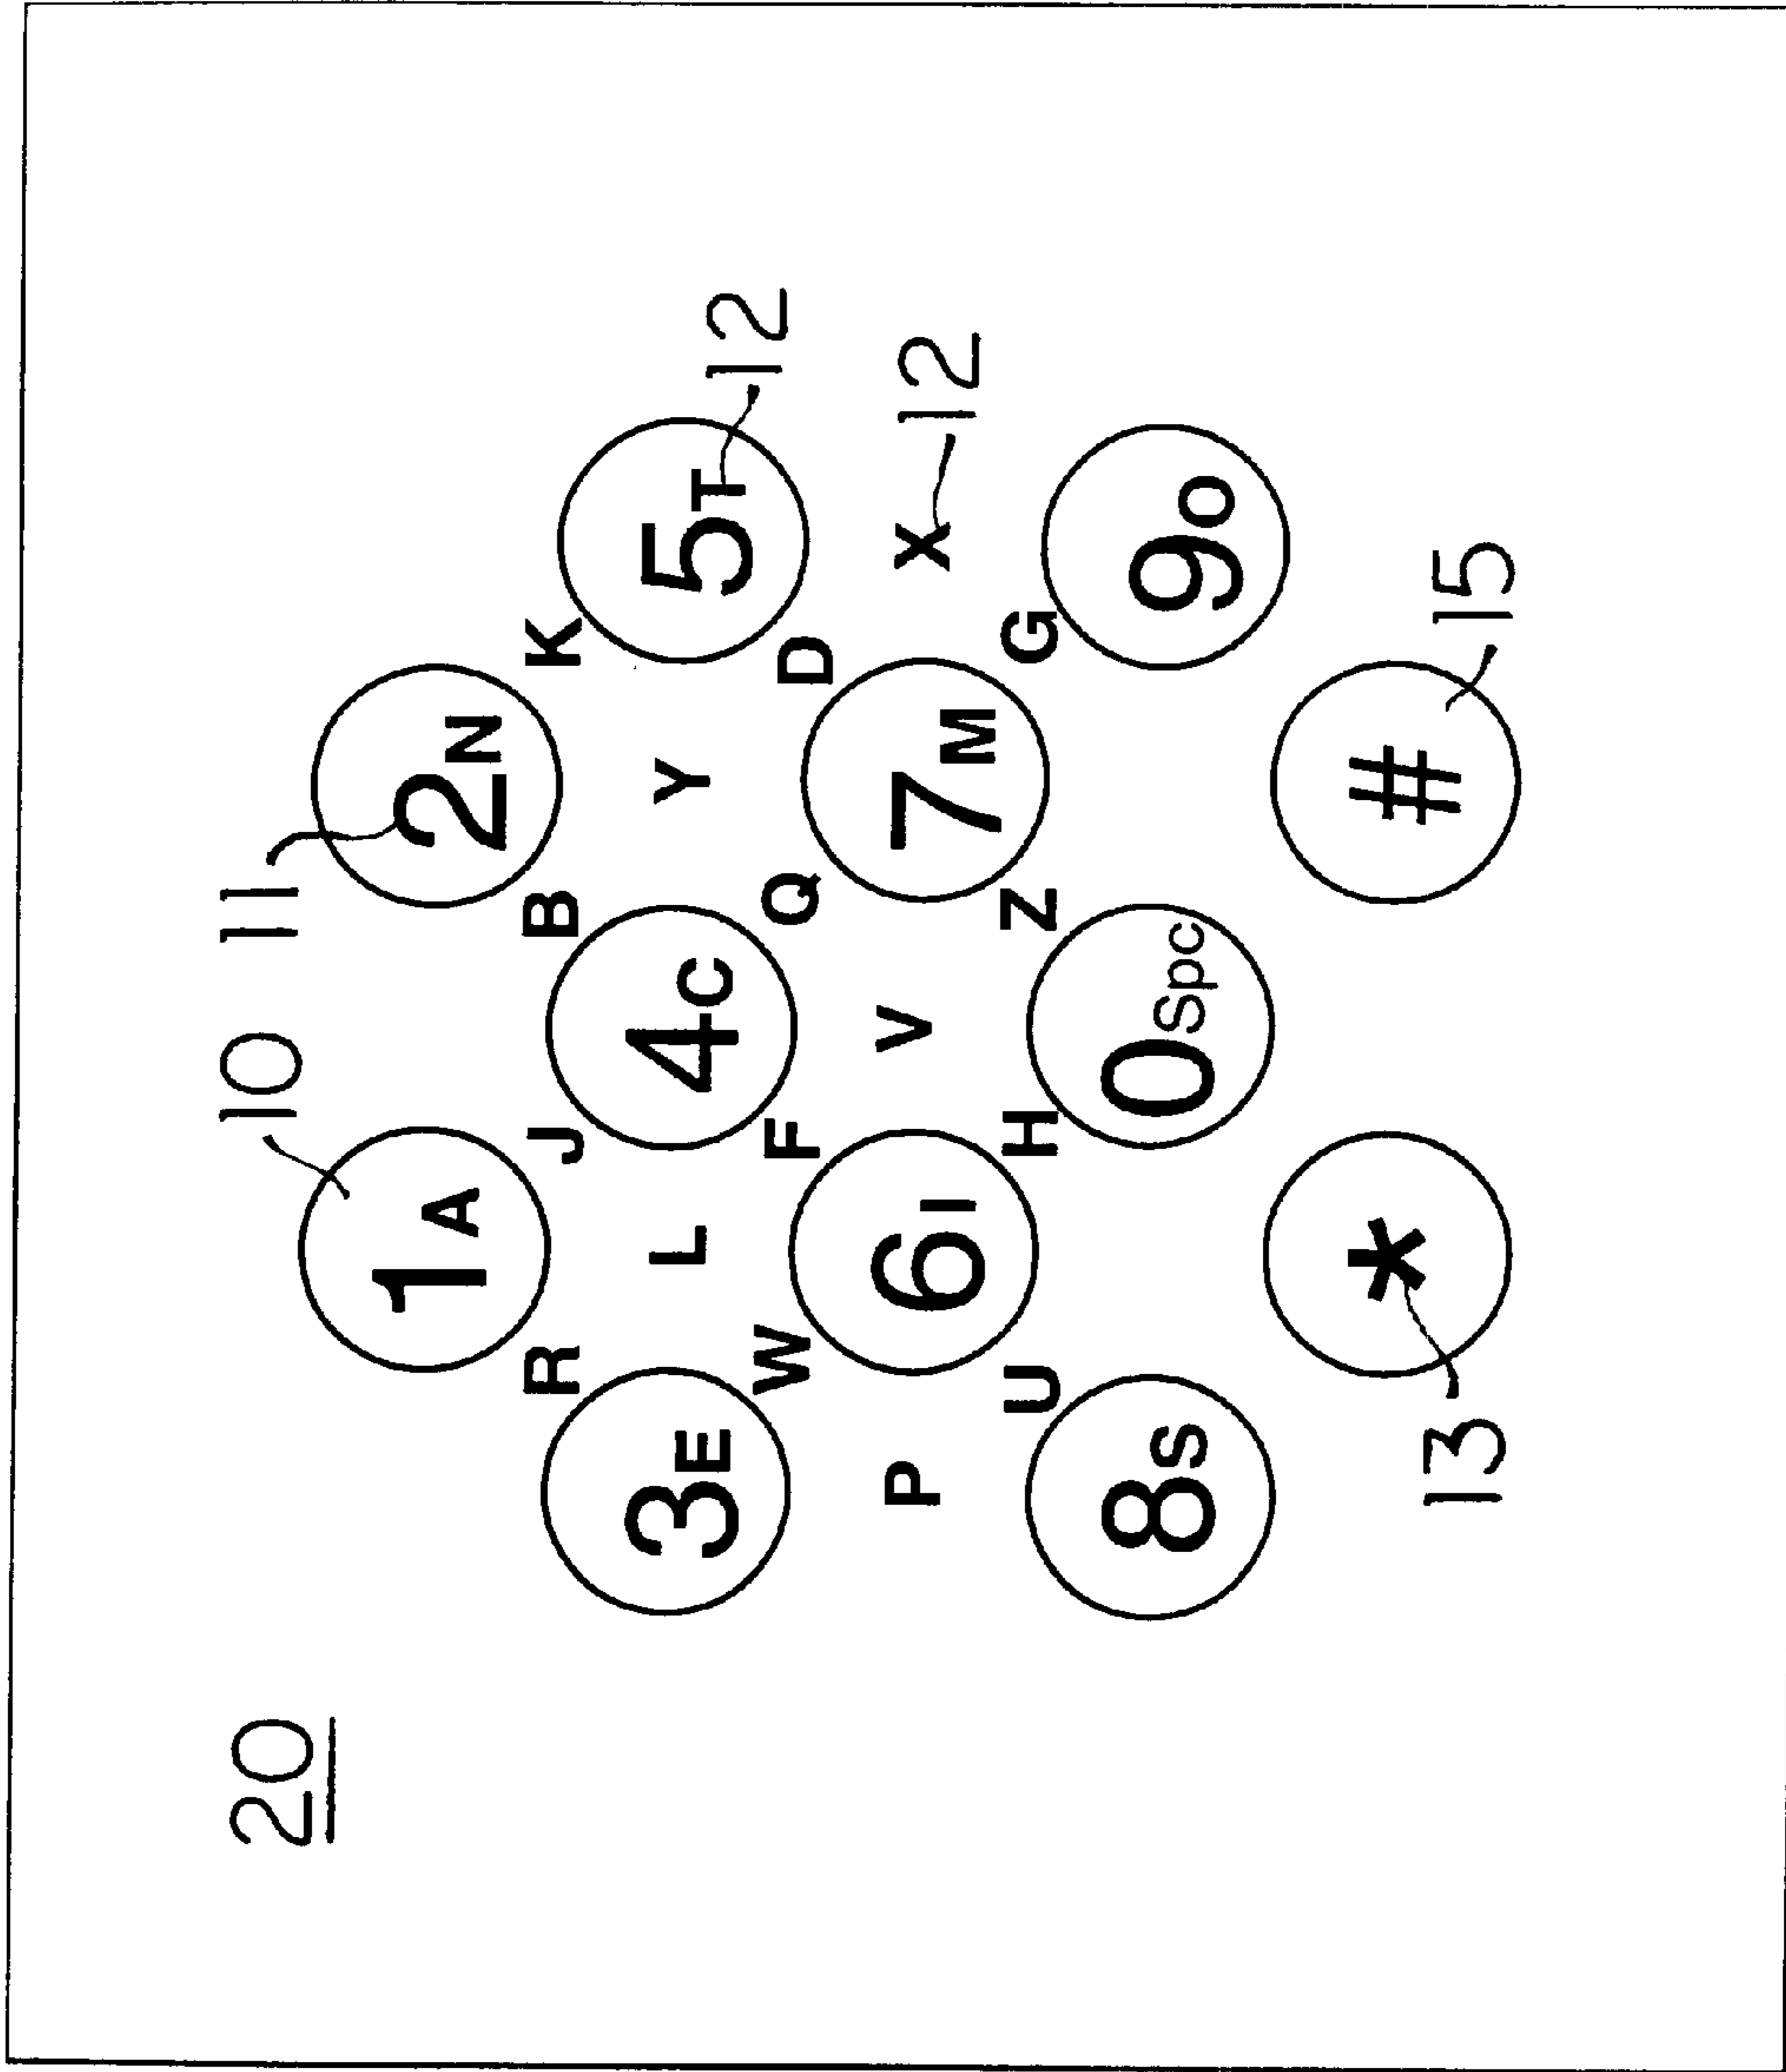 20 10 11
1A 2N
R J B K
3E L 4C Y 5T 12
W F Q D
P 6I V 7M X 12
U H Z G
8S 0Spc 9O
* #
13 15